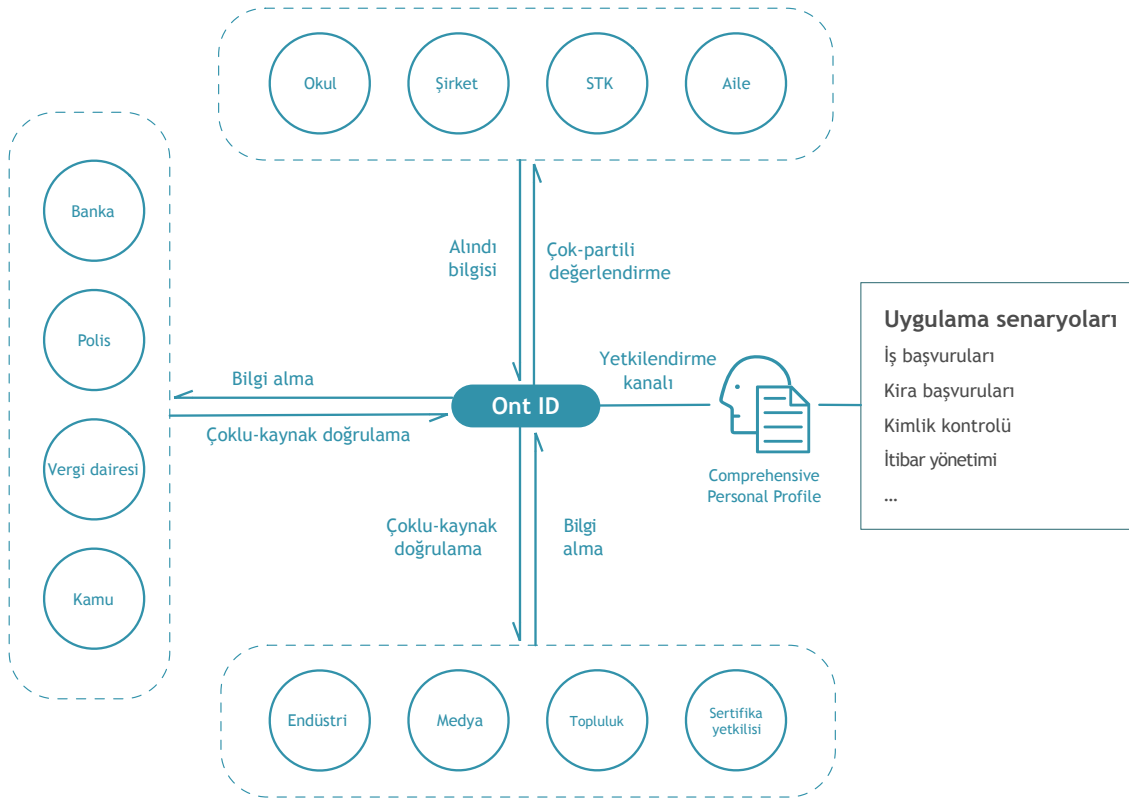 Okul
Şirket
STK
Aile
Banka
Polis
Vergi dairesi
Kamu
Alındı
bilgisi
Çok-partili
değerlendirme
Bilgi alma
Çoklu-kaynak doğrulama
Ont ID
Yetkilendirme
kanalı
Comprehensive
Personal Profile
Uygulama senaryoları
İş başvuruları
Kira başvuruları
Kimlik kontrolü
İtibar yönetimi
...
Çoklu-kaynak
doğrulama
Bilgi
alma
Endüstri
Medya
Topluluk
Sertifika
yetkilisi